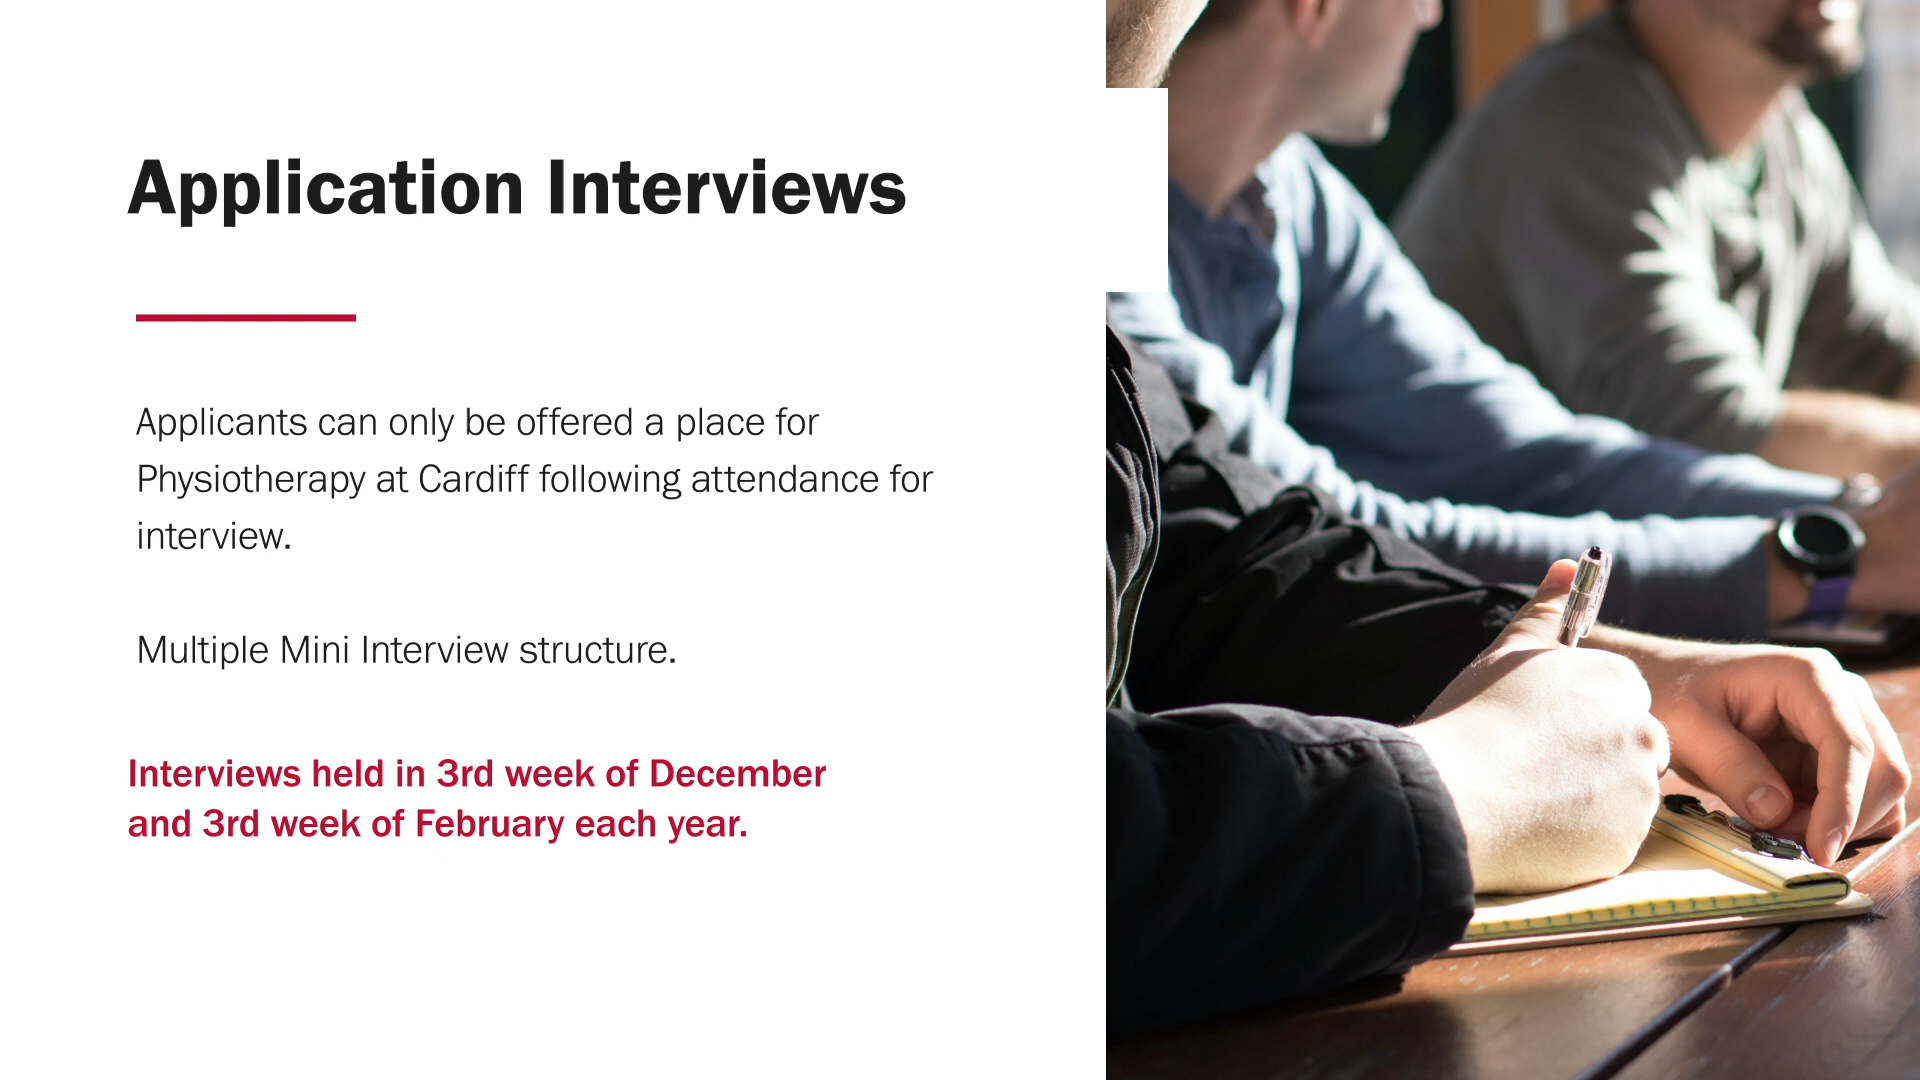 Application Interviews
Applicants can only be offered a place for
Physiotherapy at Cardiff following attendance for
interview.
Multiple Mini Interview structure.
Interviews held in 3rd week of December
and 3rd week of February each year.